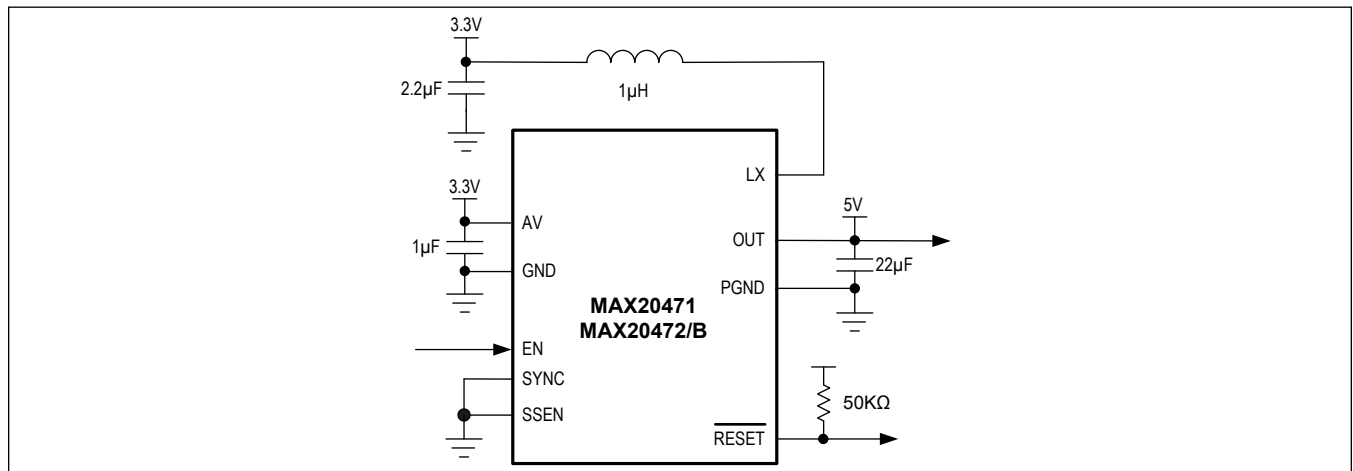 3.3V
2.2µF
1µH
LX
3.3V
AV
1µF
GND
5V
OUT
22µF
PGND
MAX20471
MAX20472/B
EN
SYNC
SSEN
50KΩ
RESET